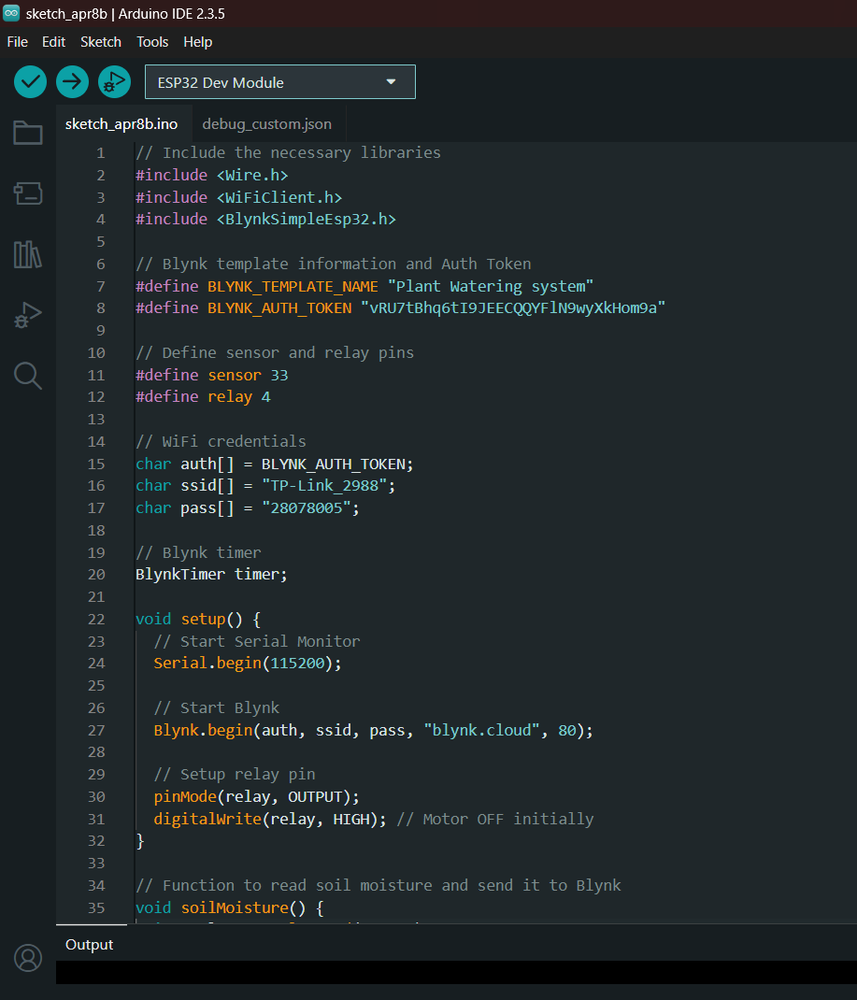 sketch_apr8b | Arduino IDE 2.3.5
File Edit Sketch Tools Help
ESP32 Dev Module
sketch_apr8b.ino debug_custom.json
1 // Include the necessary libraries
2 #include <Wire.h>
3 #include <WiFiClient.h>
4 #include <BlynkSimpleEsp32.h>
5
6 // Blynk template information and Auth Token
7 #define BLYNK_TEMPLATE_NAME "Plant Watering system"
8 #define BLYNK_AUTH_TOKEN "vRU7tBhq6tI9JEECQQYFlN9wyXkHom9a"
9
10 // Define sensor and relay pins
11 #define sensor 33
12 #define relay 4
13
14 // WiFi credentials
15 char auth[] = BLYNK_AUTH_TOKEN;
16 char ssid[] = "TP-Link_2988";
17 char pass[] = "28078005";
18
19 // Blynk timer
20 BlynkTimer timer;
21
22 void setup() {
23 // Start Serial Monitor
24 Serial.begin(115200);
25
26 // Start Blynk
27 Blynk.begin(auth, ssid, pass, "blynk.cloud", 80);
28
29 // Setup relay pin
30 pinMode(relay, OUTPUT);
31 digitalWrite(relay, HIGH); // Motor OFF initially
32 }
33
34 // Function to read soil moisture and send it to Blynk
35 void soilMoisture() {
Output